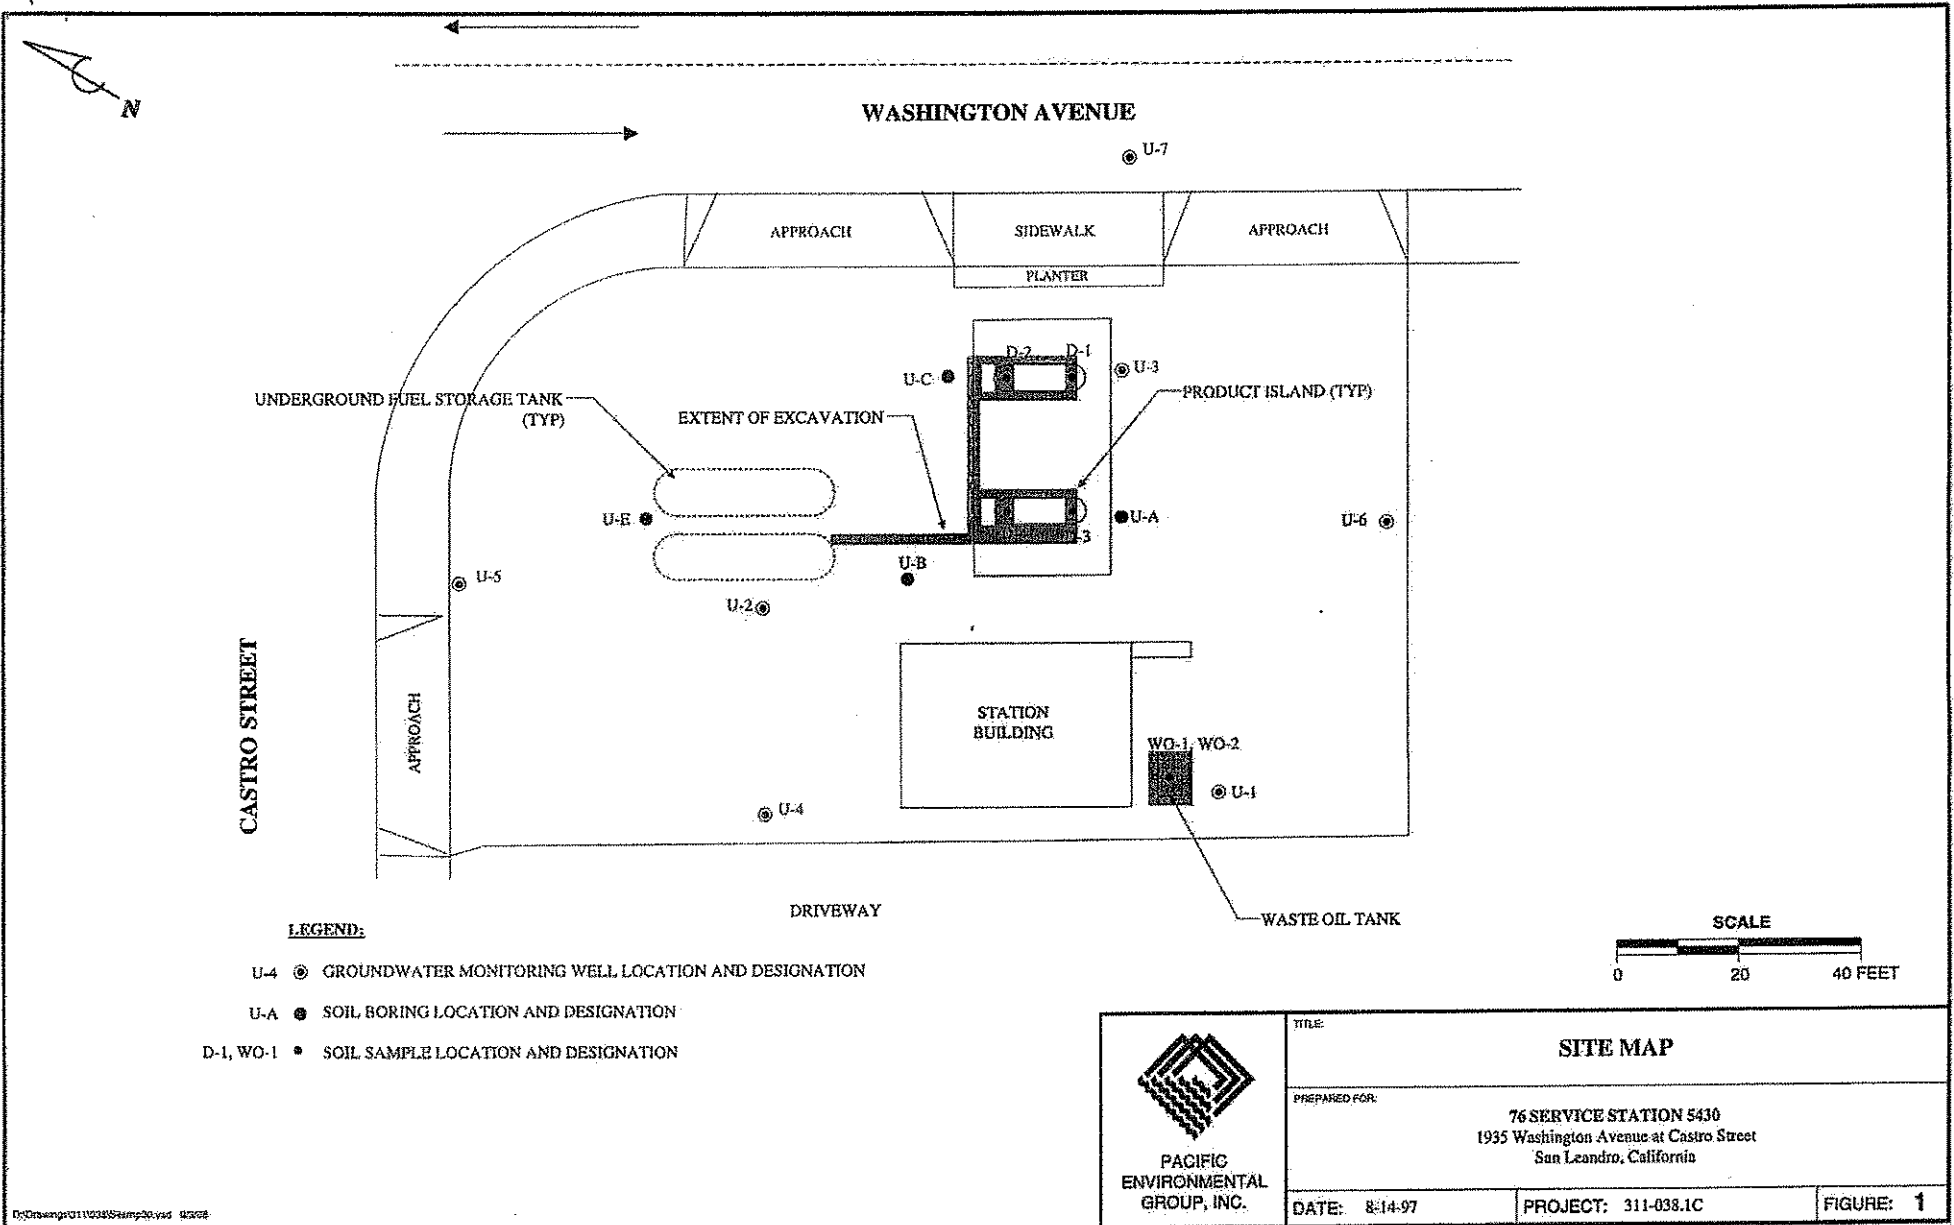 N
WASHINGTON AVENUE
U-7
APPROACH
SIDEWALK
APPROACH
PLANTER
D-2
D-1
U-C
U-3
UNDERGROUND FUEL STORAGE TANK
(TYP)
PRODUCT ISLAND (TYP)
EXTENT OF EXCAVATION
U-E
U-A
U-6
U-B
U-5
U-2
CASTRO STREET
APPROACH
STATION
BUILDING
WO-1, WO-2
U-1
U-4
DRIVEWAY
WASTE OIL TANK
LEGEND:
U-4 GROUNDWATER MONITORING WELL LOCATION AND DESIGNATION
U-A SOIL BORING LOCATION AND DESIGNATION
D-1, WO-1 SOIL SAMPLE LOCATION AND DESIGNATION
SCALE
0 20 40 FEET
PACIFIC
ENVIRONMENTAL
GROUP, INC.
TITLE:
SITE MAP
PREPARED FOR:
76 SERVICE STATION 5430
1935 Washington Avenue at Castro Street
San Leandro, California
DATE: 8-14-97
PROJECT: 311-038.1C
FIGURE: 1